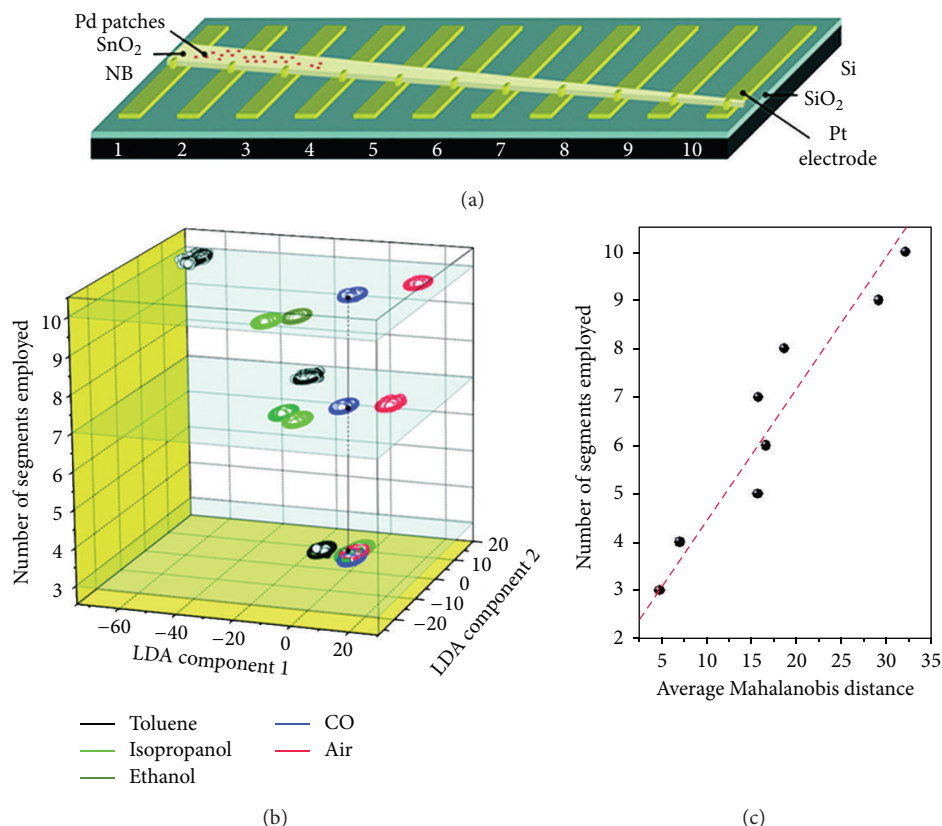 Pd patches
SnO2
NB
Si
SiO2
Pt
electrode
1 2 3 4 5 6 7 8 9 10
(a)
Number of segments employed
10
9
8
7
6
5
4
3
−60 −40 −20 0 20
LDA component 1
20
10
0
−10
−20
LDA component 2
Toluene
Isopropanol
Ethanol
CO
Air
(b)
Number of segments employed
10
9
8
7
6
5
4
3
2
5 10 15 20 25 30 35
Average Mahalanobis distance
(c)